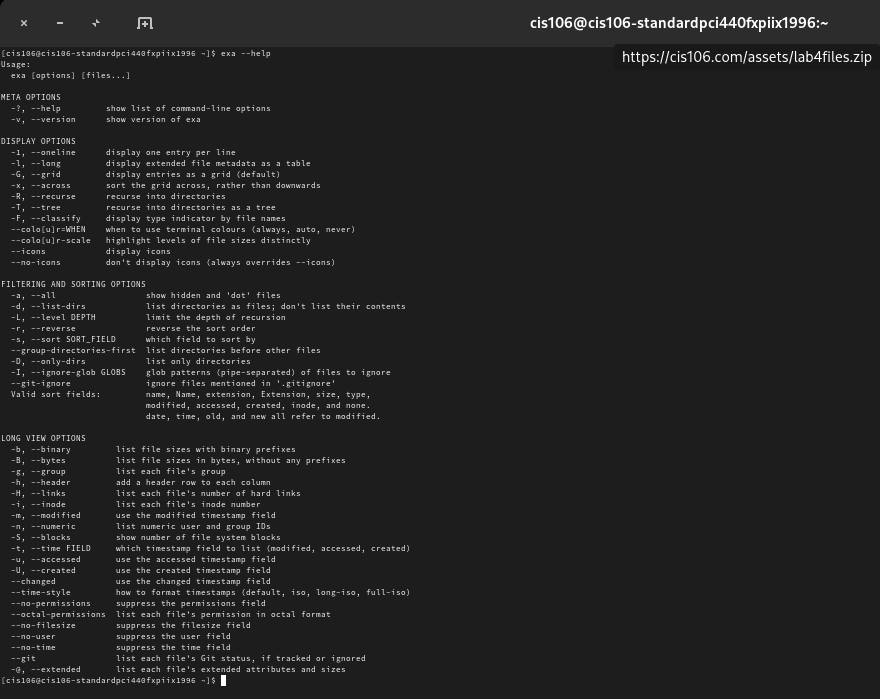 cis106@cis106-standardpci440fxpiix1996:~
https://cis106.com/assets/lab4files.zip
[cis106@cis106-standardpci440fxpiix1996 ~]$ exa --help
Usage:
  exa [options] [files...]
META OPTIONS
  -?, --help         show list of command-line options
  -v, --version      show version of exa
DISPLAY OPTIONS
  -1, --oneline      display one entry per line
  -l, --long         display extended file metadata as a table
  -G, --grid         display entries as a grid (default)
  -x, --across       sort the grid across, rather than downwards
  -R, --recurse      recurse into directories
  -T, --tree         recurse into directories as a tree
  -F, --classify     display type indicator by file names
  --colo[u]r=WHEN    when to use terminal colours (always, auto, never)
  --colo[u]r-scale   highlight levels of file sizes distinctly
  --icons            display icons
  --no-icons         don't display icons (always overrides --icons)
FILTERING AND SORTING OPTIONS
  -a, --all                  show hidden and 'dot' files
  -d, --list-dirs            list directories as files; don't list their contents
  -L, --level DEPTH          limit the depth of recursion
  -r, --reverse              reverse the sort order
  -s, --sort SORT_FIELD      which field to sort by
  --group-directories-first  list directories before other files
  -D, --only-dirs            list only directories
  -I, --ignore-glob GLOBS    glob patterns (pipe-separated) of files to ignore
  --git-ignore               ignore files mentioned in '.gitignore'
  Valid sort fields:         name, Name, extension, Extension, size, type,
                             modified, accessed, created, inode, and none.
                             date, time, old, and new all refer to modified.
LONG VIEW OPTIONS
  -b, --binary         list file sizes with binary prefixes
  -B, --bytes          list file sizes in bytes, without any prefixes
  -g, --group          list each file's group
  -h, --header         add a header row to each column
  -H, --links          list each file's number of hard links
  -i, --inode          list each file's inode number
  -m, --modified       use the modified timestamp field
  -n, --numeric        list numeric user and group IDs
  -S, --blocks         show number of file system blocks
  -t, --time FIELD     which timestamp field to list (modified, accessed, created)
  -u, --accessed       use the accessed timestamp field
  -U, --created        use the created timestamp field
  --changed            use the changed timestamp field
  --time-style         how to format timestamps (default, iso, long-iso, full-iso)
  --no-permissions     suppress the permissions field
  --octal-permissions  list each file's permission in octal format
  --no-filesize        suppress the filesize field
  --no-user            suppress the user field
  --no-time            suppress the time field
  --git                list each file's Git status, if tracked or ignored
  -@, --extended       list each file's extended attributes and sizes
[cis106@cis106-standardpci440fxpiix1996 ~]$